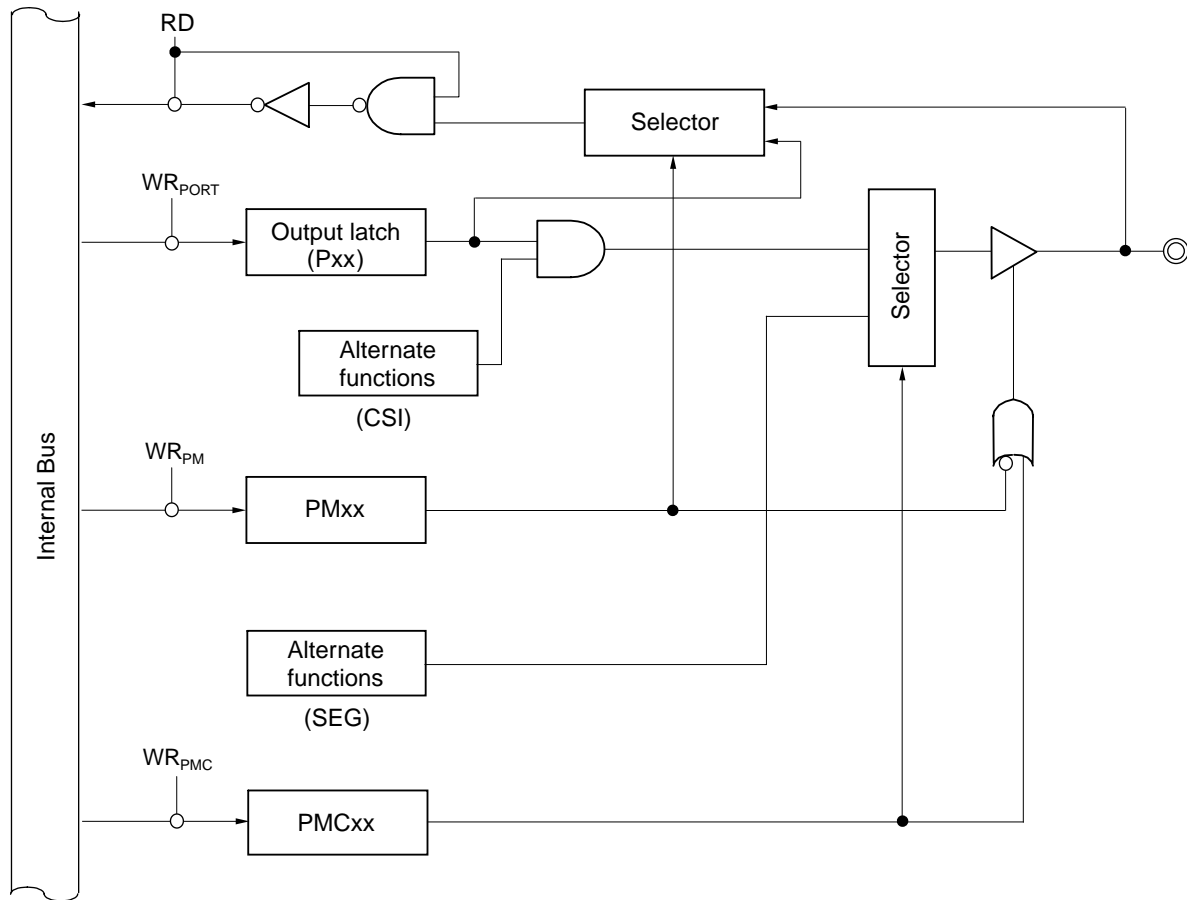 RD
Selector
WRPORT
Output latch
(Pxx)
Selector
Alternate
functions
(CSI)
WRPM
PMxx
Internal Bus
Alternate
functions
(SEG)
WRPMC
PMCxx